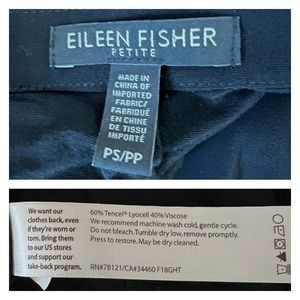 EILEEN FISHER
PETITE
MADE IN
CHINA OF
IMPORTED
FABRIC/
FABRIQUÉ
EN CHINE
DE TISSU
IMPORTÉ
PS/PP
We want our
clothes back, even
if they're worn or
torn. Bring them
to our US stores
and support our
take-back program.
60% Tencel® Lyocell 40% Viscose
We recommend machine wash cold, gentle cycle.
Do not bleach. Tumble dry low, remove promptly.
Press to restore. May be dry cleaned.
RN#78121/CA#34460 F18GHT